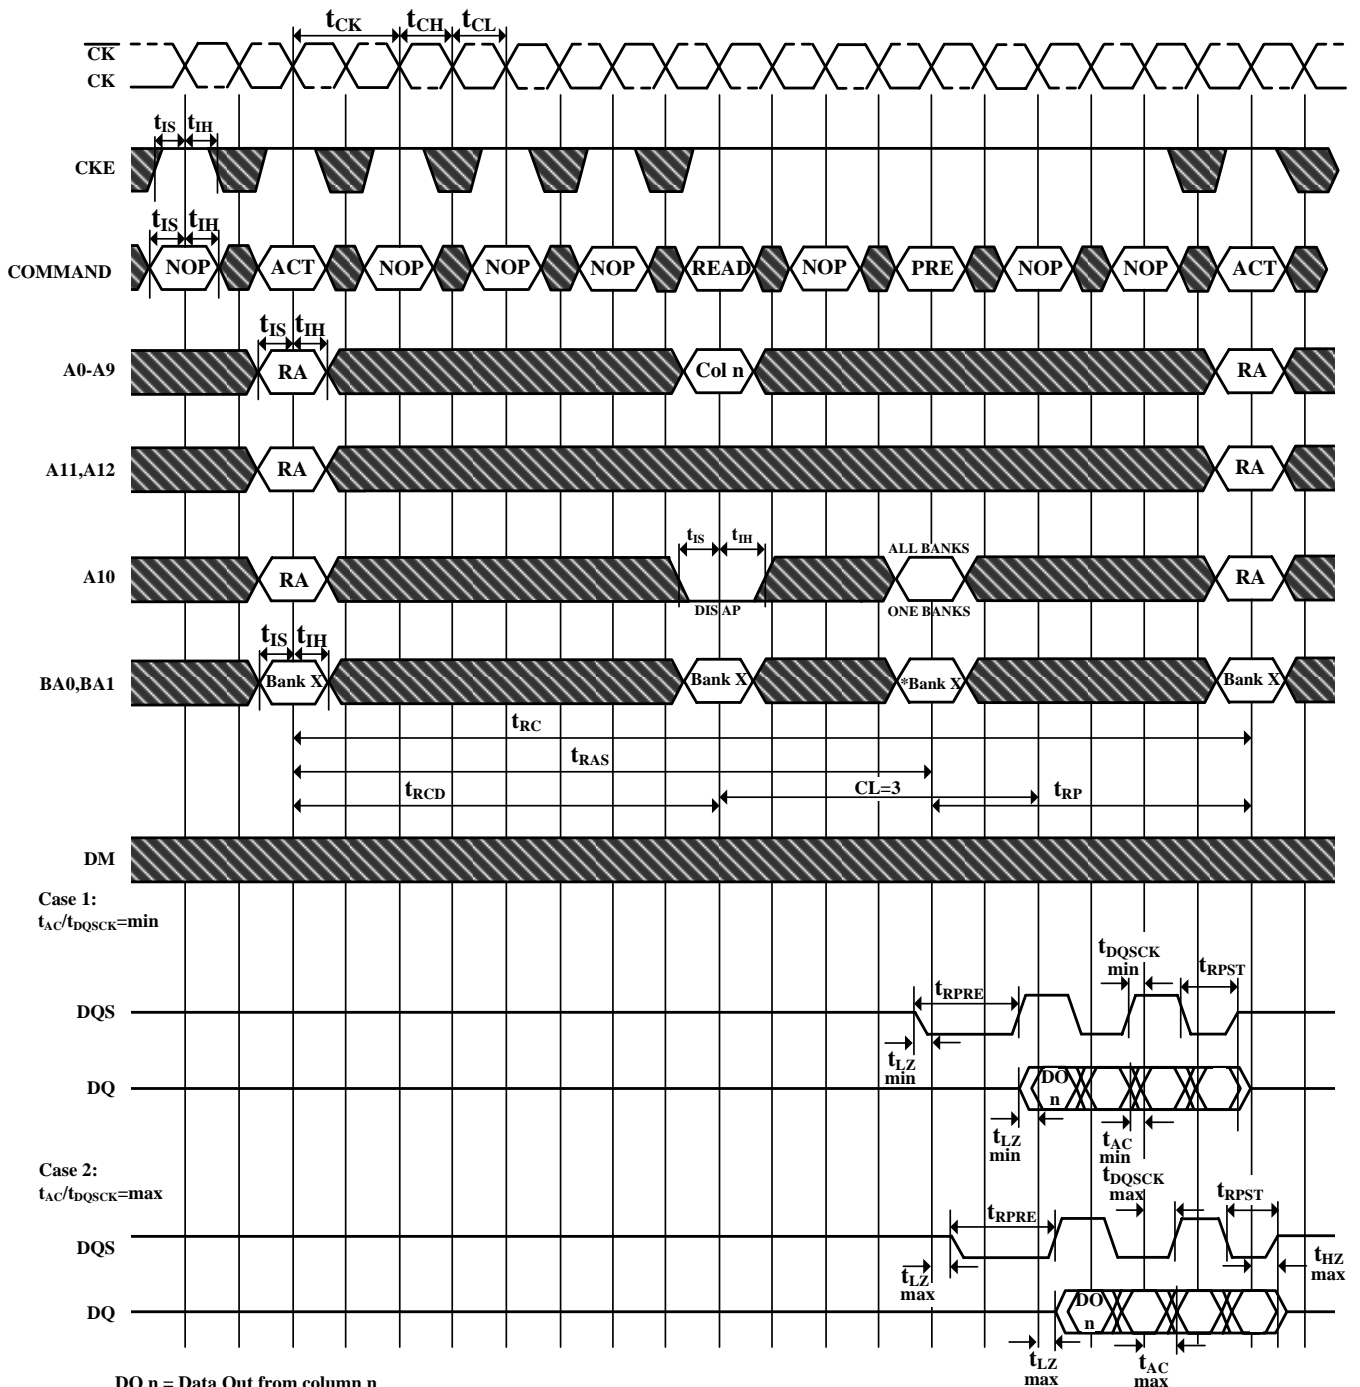 tCK tCH tCL
CK
CK
tIS tIH
CKE
tIS tIH
COMMAND NOP ACT NOP NOP NOP READ NOP PRE NOP NOP ACT
tIS tIH
A0-A9 RA Col n RA
A11,A12 RA RA
tIS tIH ALL BANKS
A10 RA RA
DIS AP ONE BANKS
tIS tIH
BA0,BA1 Bank X Bank X *Bank X Bank X
tRC
tRAS
tRCD CL=3 tRP
DM
Case 1:
tAC/tDQSCK=min
tDQSCK
min
tRPST
tRPRE
DQS
tLZ
min
DQ DO
n
tLZ
min
tAC
min
Case 2:
tAC/tDQSCK=max
tDQSCK
max
tRPST
tRPRE
DQS
tLZ
max
tHZ
max
DQ DO
n
tLZ
max
tAC
max
DO n = Data Out from column n